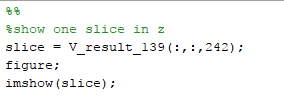 %%
%show one slice in z
slice = V_result_139(:,:,242);
figure;
imshow(slice);